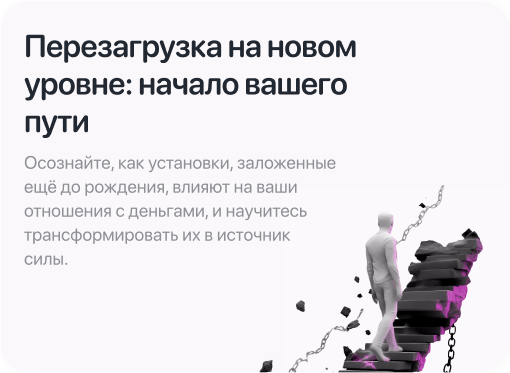 Перезагрузка на новом
уровне: начало вашего
пути
Осознайте, как установки, заложенные
ещё до рождения, влияют на ваши
отношения с деньгами, и научитесь
трансформировать их в источник
силы.